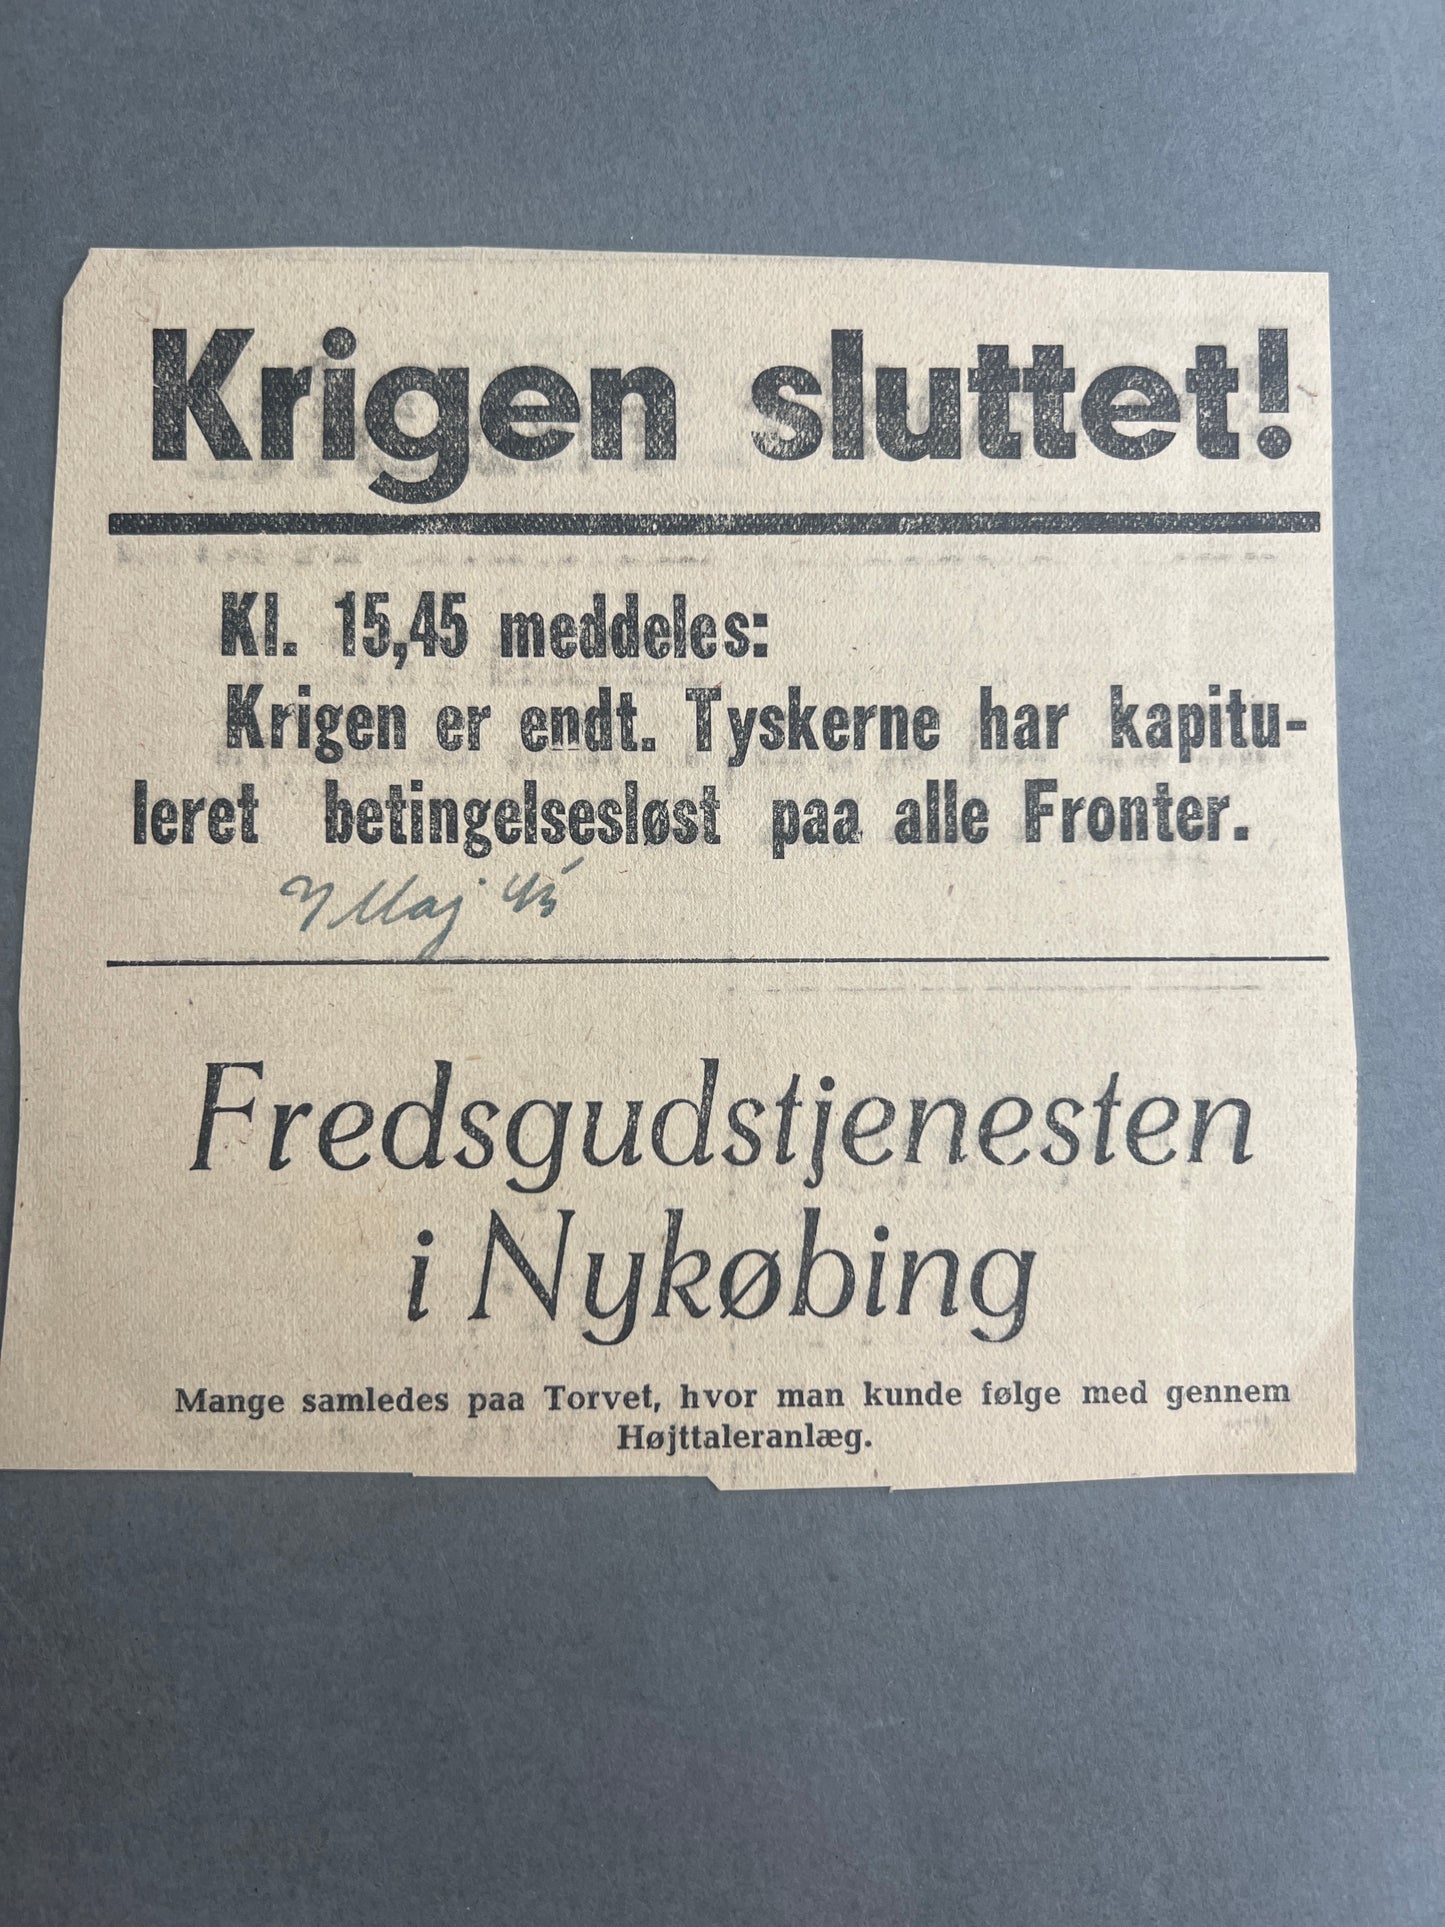 Krigen sluttet!
Kl. 15,45 meddeles:
Krigen er endt. Tyskerne har kapitu-
leret betingelsesløst paa alle Fronter.
7 Maj 45
Fredsgudstjenesten
i Nykøbing
Mange samledes paa Torvet, hvor man kunde følge med gennem
Højttaleranlæg.